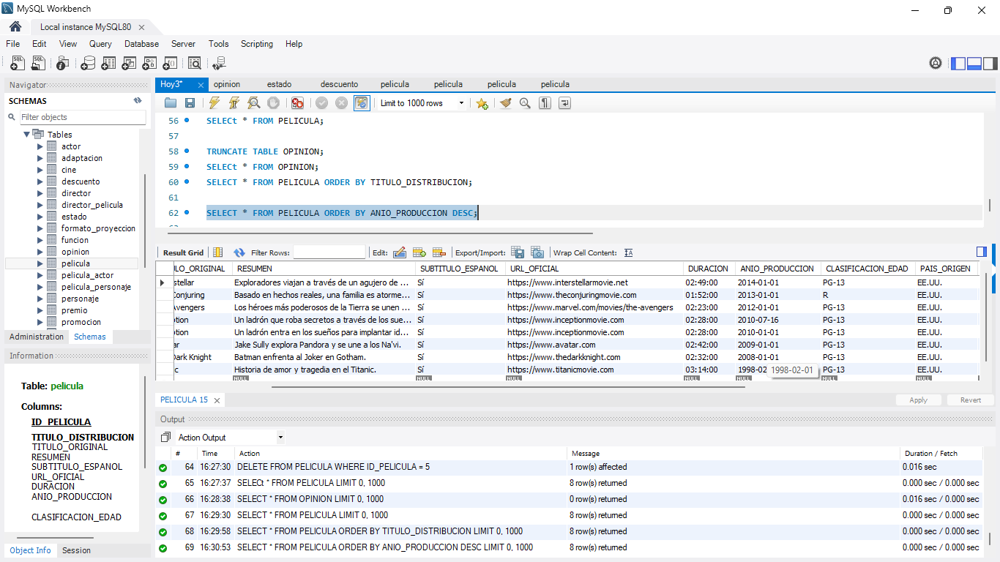 MySQL Workbench
Local instance MySQL80
File Edit View Query Database Server Tools Scripting Help
Navigator
SCHEMAS
Filter objects
Tables
actor
adaptacion
cine
descuento
director
director_pelicula
estado
formato_proyeccion
funcion
opinion
pelicula
pelicula_actor
pelicula_personaje
personaje
premio
promocion
Administration Schemas
Information
Table: pelicula
Columns:
ID_PELICULA
TITULO_DISTRIBUCION
TITULO_ORIGINAL
RESUMEN
SUBTITULO_ESPANOL
URL_OFICIAL
DURACION
ANIO_PRODUCCION
CLASIFICACION_EDAD
Object Info Session
Hoy3* opinion estado descuento pelicula pelicula pelicula pelicula
Limit to 1000 rows
56 SELECt * FROM PELICULA;
57
58 TRUNCATE TABLE OPINION;
59 SELECt * FROM OPINION;
60 SELECT * FROM PELICULA ORDER BY TITULO_DISTRIBUCION;
61
62 SELECT * FROM PELICULA ORDER BY ANIO_PRODUCCION DESC;
Result Grid Filter Rows: Edit: Export/Import: Wrap Cell Content:
ULO_ORIGINAL RESUMEN SUBTITULO_ESPANOL URL_OFICIAL DURACION ANIO_PRODUCCION CLASIFICACION_EDAD PAIS_ORIGEN
stellar Exploradores viajan a través de un agujero de ... Sí https://www.interstellarmovie.net 02:49:00 2014-01-01 PG-13 EE.UU.
Conjuring Basado en hechos reales, una familia es atorme... Sí https://www.theconjuringmovie.com 01:52:00 2013-01-01 R EE.UU.
Avengers Los héroes más poderosos de la Tierra se unen ... Sí https://www.marvel.com/movies/the-avengers 02:23:00 2012-01-01 PG-13 EE.UU.
ption Un ladrón que roba secretos a través de los sue... Sí https://www.inceptionmovie.com 02:28:00 2010-07-16 PG-13 EE.UU.
ption Un ladrón entra en los sueños para implantar id... Sí https://www.inceptionmovie.com 02:28:00 2010-01-01 PG-13 EE.UU.
ar Jake Sully explora Pandora y se une a los Na'vi. Sí https://www.avatar.com 02:42:00 2009-01-01 PG-13 EE.UU.
Dark Knight Batman enfrenta al Joker en Gotham. Sí https://www.thedarkknight.com 02:32:00 2008-01-01 PG-13 EE.UU.
c Historia de amor y tragedia en el Titanic. Sí https://www.titanicmovie.com 03:14:00 1998-02 1998-02-01 PG-13 EE.UU.
NULL NULL NULL NULL NULL NULL NULL
PELICULA 15 Apply Revert
Output
Action Output
# Time Action Message Duration / Fetch
64 16:27:30 DELETE FROM PELICULA WHERE ID_PELICULA = 5 1 row(s) affected 0.016 sec
65 16:27:37 SELECt * FROM PELICULA LIMIT 0, 1000 8 row(s) returned 0.000 sec / 0.000 sec
66 16:28:38 SELECT * FROM OPINION LIMIT 0, 1000 0 row(s) returned 0.016 sec / 0.000 sec
67 16:29:30 SELECT * FROM PELICULA LIMIT 0, 1000 8 row(s) returned 0.000 sec / 0.000 sec
68 16:29:58 SELECT * FROM PELICULA ORDER BY TITULO_DISTRIBUCION LIMIT 0, 1000 8 row(s) returned 0.000 sec / 0.000 sec
69 16:30:53 SELECT * FROM PELICULA ORDER BY ANIO_PRODUCCION DESC LIMIT 0, 1000 8 row(s) returned 0.000 sec / 0.000 sec